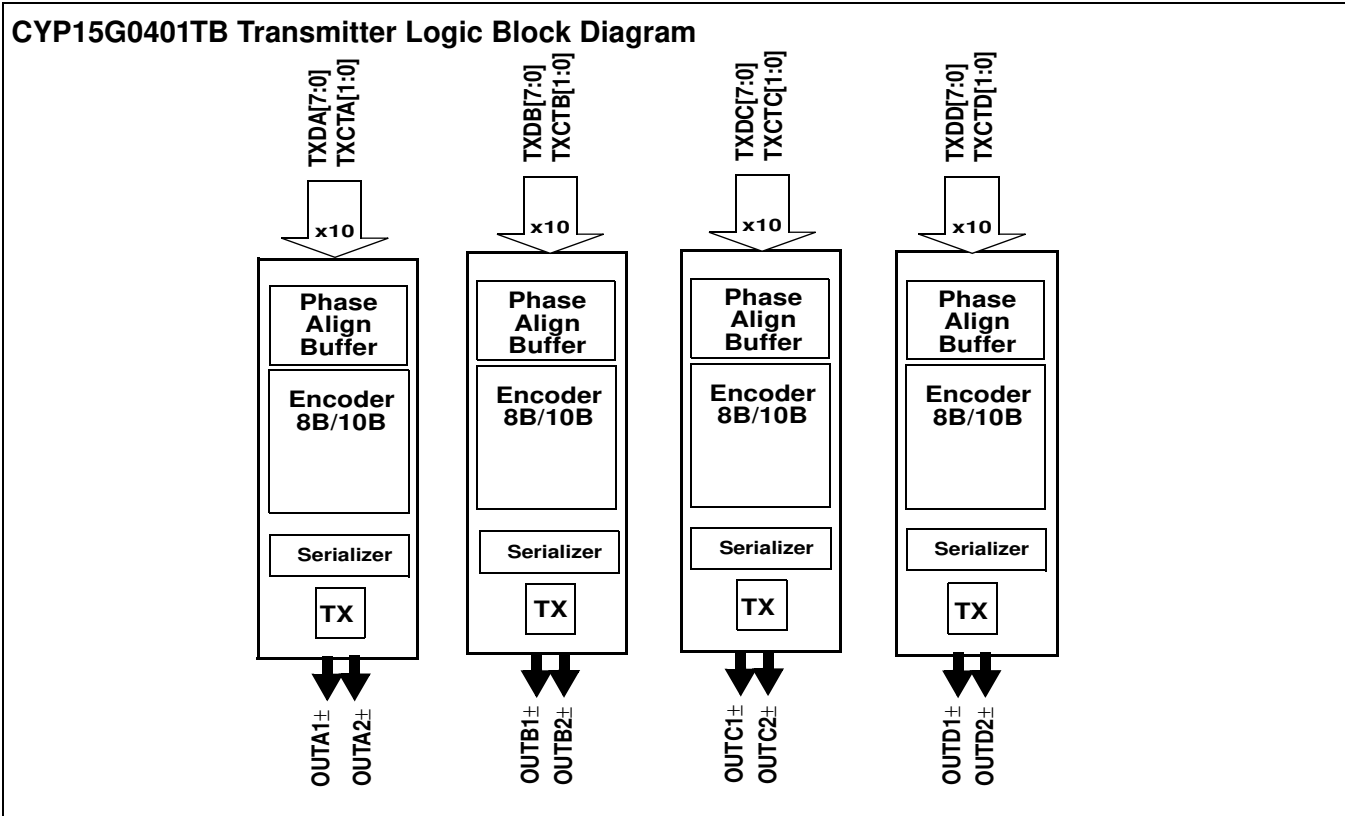 CYP15G0401TB Transmitter Logic Block Diagram
TXDA[7:0]
TXCTA[1:0]
TXDB[7:0]
TXCTB[1:0]
TXDC[7:0]
TXCTC[1:0]
TXDD[7:0]
TXCTD[1:0]
x10
x10
x10
x10
Phase
Align
Buffer
Phase
Align
Buffer
Phase
Align
Buffer
Phase
Align
Buffer
Encoder
8B/10B
Encoder
8B/10B
Encoder
8B/10B
Encoder
8B/10B
Serializer
Serializer
Serializer
Serializer
TX
TX
TX
TX
OUTA1±
OUTA2±
OUTB1±
OUTB2±
OUTC1±
OUTC2±
OUTD1±
OUTD2±